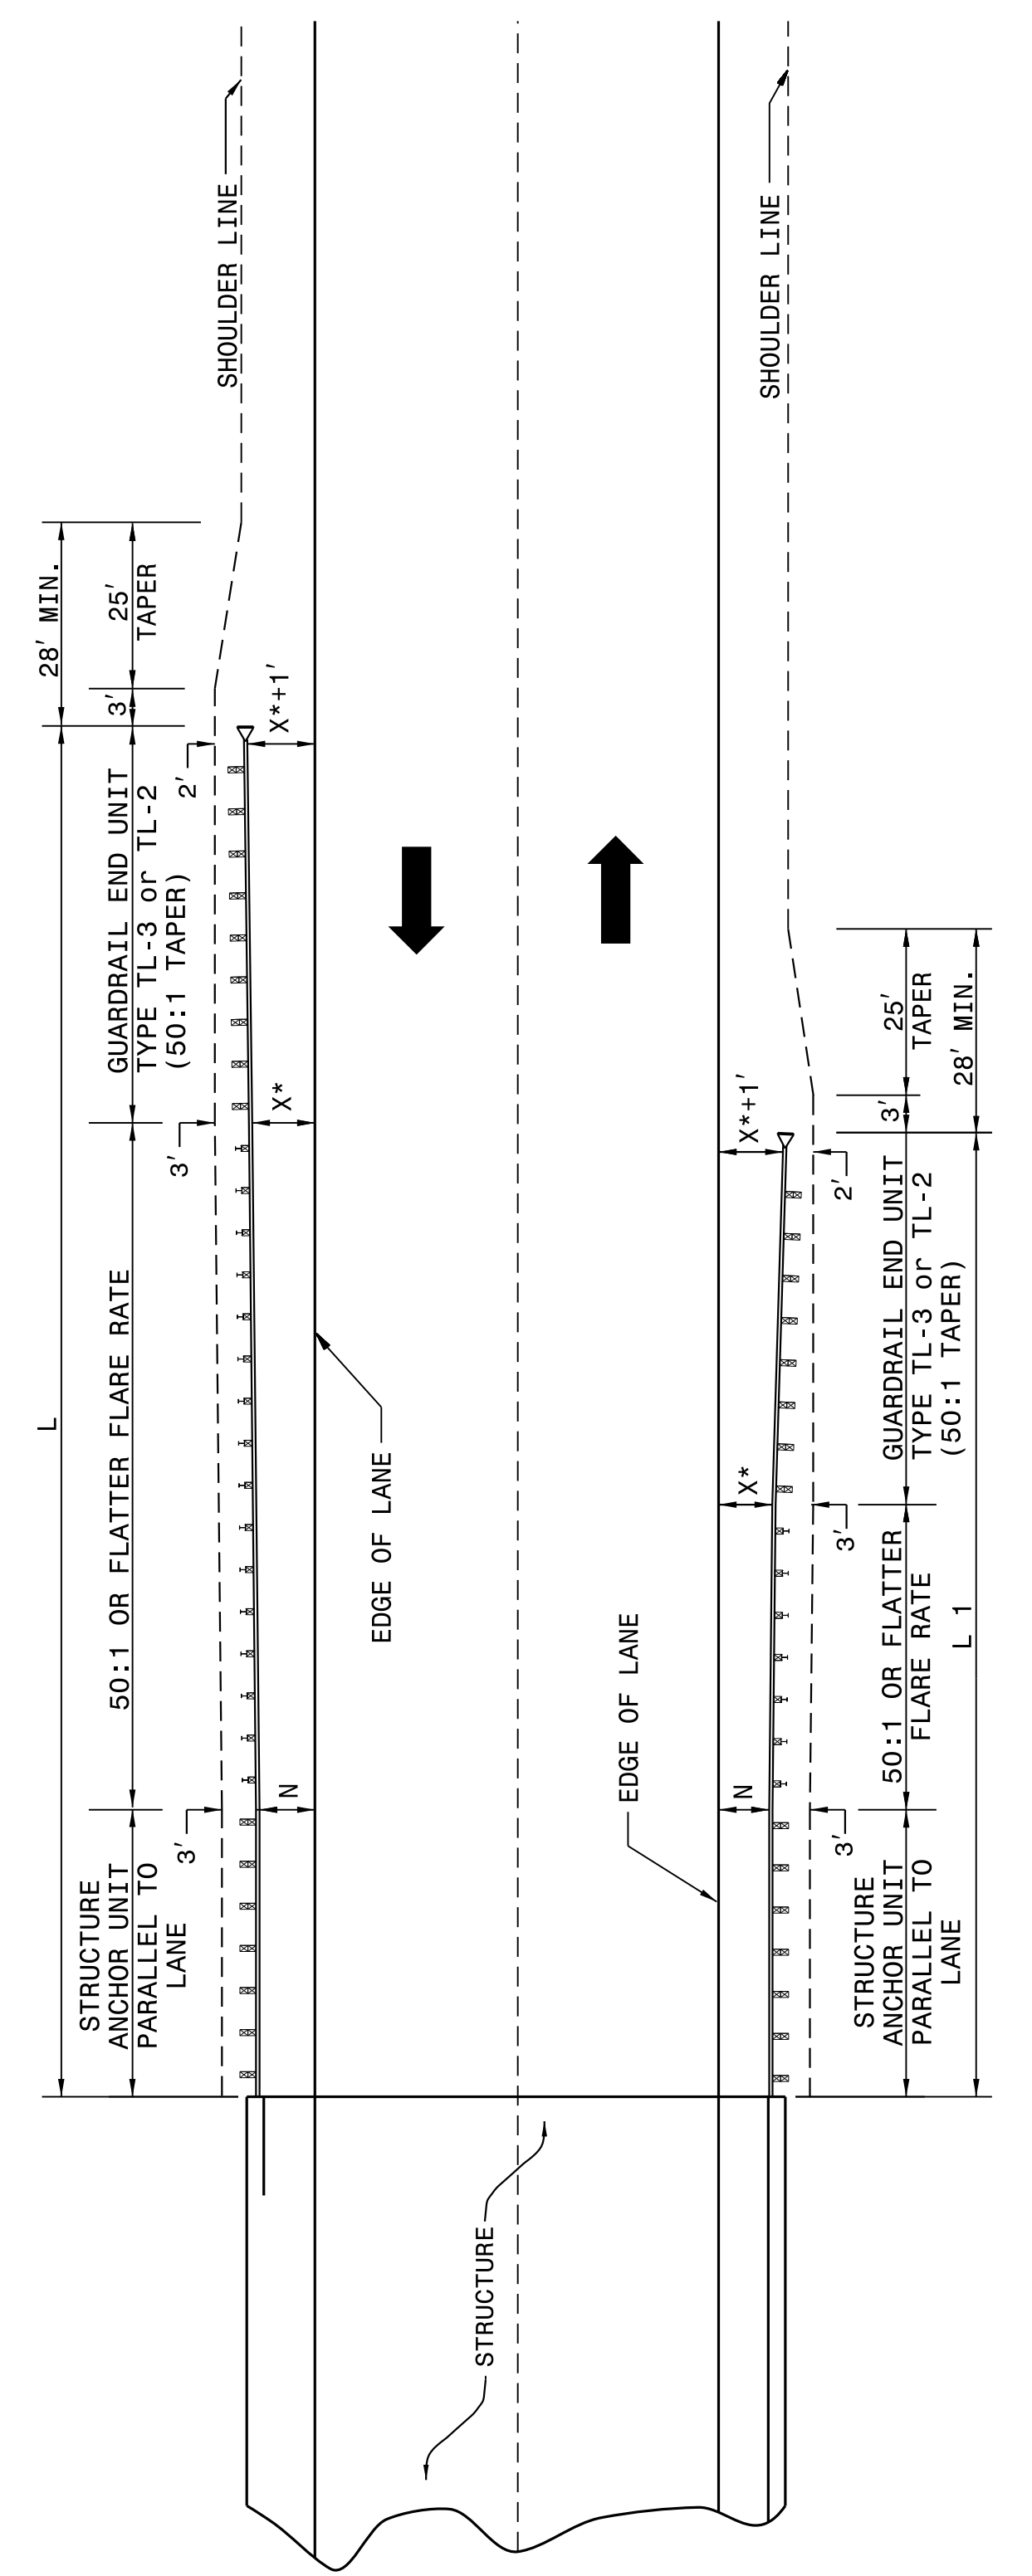 SHOULDER LINE
SHOULDER LINE
28' MIN.
25'
TAPER
3'
X*+1'
2'
GUARDRAIL END UNIT
TYPE TL-3 or TL-2
(50:1 TAPER)
X*
3'
L
50:1 OR FLATTER FLARE RATE
EDGE OF LANE
N
3'
STRUCTURE
ANCHOR UNIT
PARALLEL TO
LANE
25'
TAPER
28' MIN.
3'
X*+1'
2'
GUARDRAIL END UNIT
TYPE TL-3 or TL-2
(50:1 TAPER)
X*
3'
50:1 OR FLATTER
FLARE RATE
L 1
EDGE OF LANE
N
3'
STRUCTURE
ANCHOR UNIT
PARALLEL TO
LANE
STRUCTURE